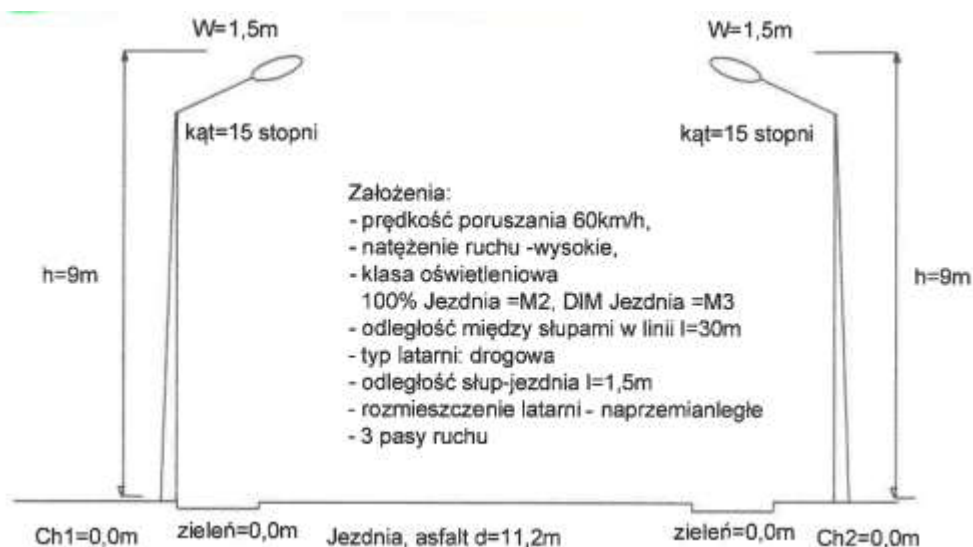 W=1,5m
W=1,5m
kąt=15 stopni
kąt=15 stopni
Założenia:
- prędkość poruszania 60km/h,
- natężenie ruchu -wysokie,
- klasa oświetleniowa
100% Jezdnia =M2, DIM Jezdnia =M3
- odległość między słupami w linii l=30m
- typ latarni: drogowa
- odległość słup-jezdnia l=1,5m
- rozmieszczenie latarni - naprzemianległe
- 3 pasy ruchu
h=9m
h=9m
Ch1=0,0m
zieleń=0,0m
Jezdnia, asfalt d=11,2m
zieleń=0,0m
Ch2=0,0m